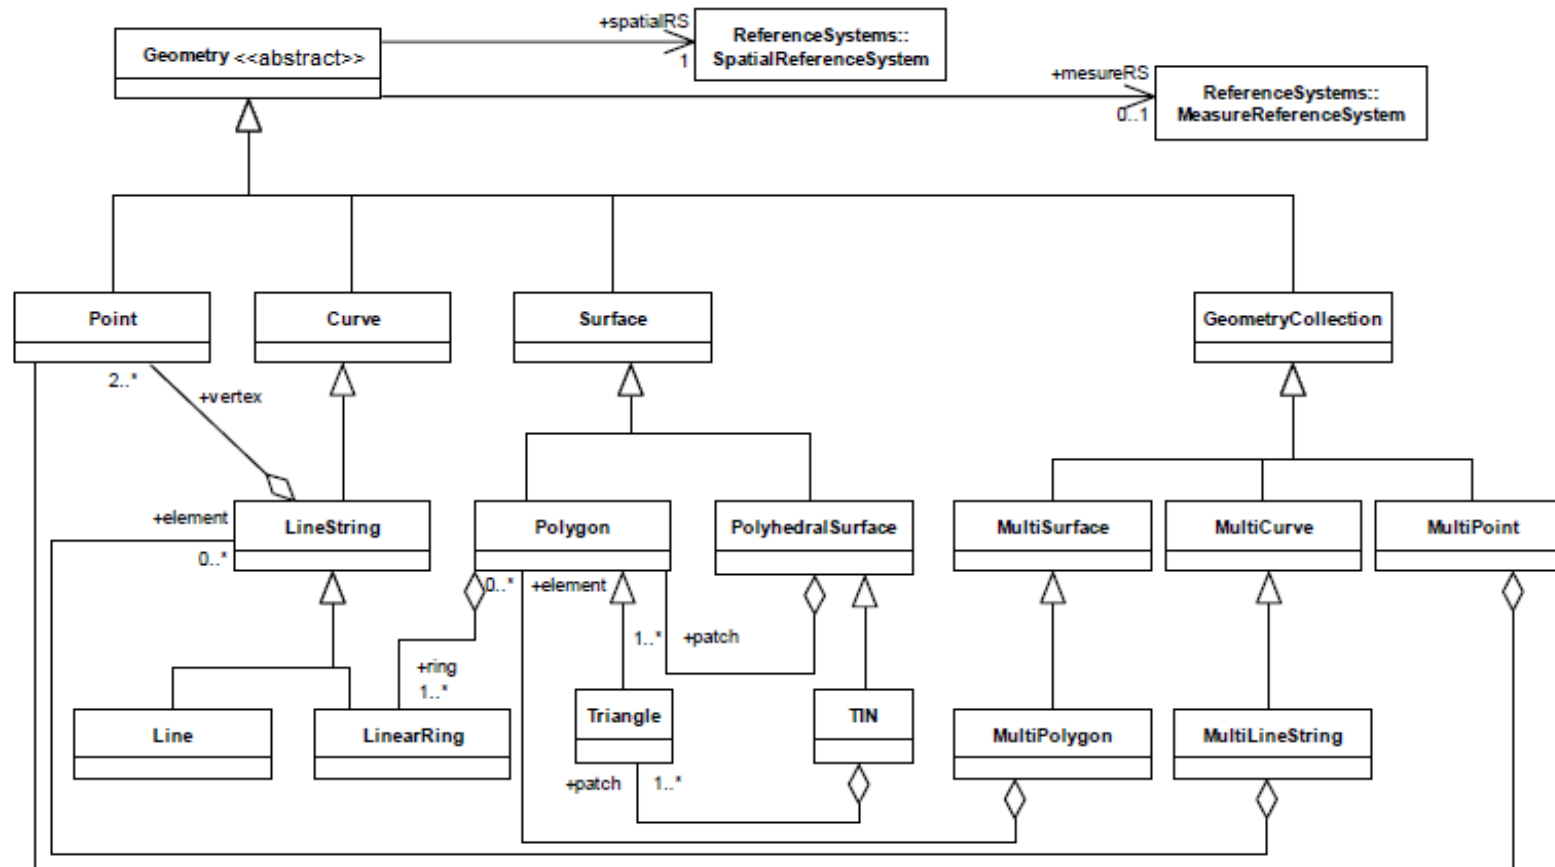 +spatialRS
1
Geometry <<abstract>>
ReferenceSystems::
SpatialReferenceSystem
+mesureRS
0..1
ReferenceSystems::
MeasureReferenceSystem
Point
Curve
Surface
GeometryCollection
2..*
+vertex
+element
0..*
LineString
Polygon
PolyhedralSurface
MultiSurface
MultiCurve
MultiPoint
0..*
+element
1..*
+patch
+ring
1..*
Line
LinearRing
Triangle
TIN
MultiPolygon
MultiLineString
+patch
1..*